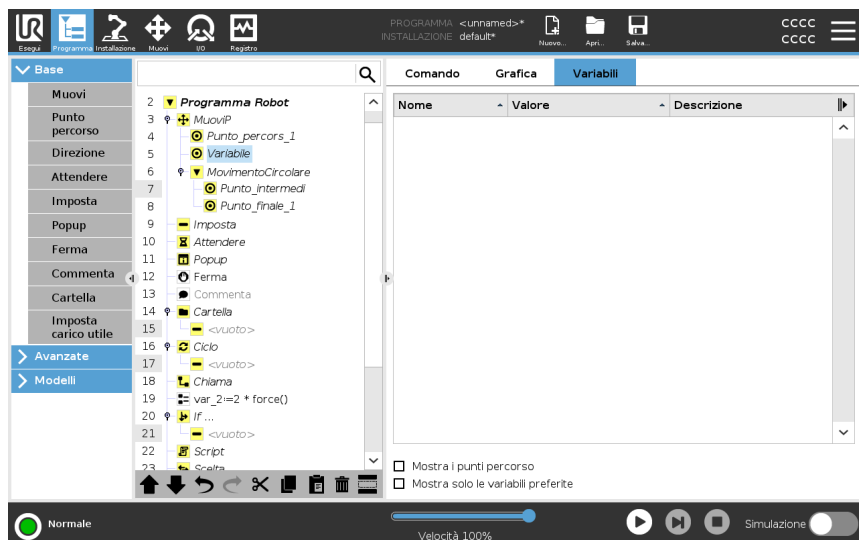 PROGRAMMA <unnamed>*
INSTALLAZIONE default*
Esegui Programma Installazione Muovi I/O Registro Nuovo... Apri... Salva...
CCCC
CCCC
Base
Muovi
Punto
percorso
Direzione
Attendere
Imposta
Popup
Ferma
Commenta
Cartella
Imposta
carico utile
Avanzate
Modelli
2 Programma Robot
3 MuoviP
4 Punto_percors_1
5 Variabile
6 MovimentoCircolare
7 Punto_intermedi
8 Punto_finale_1
9 Imposta
10 Attendere
11 Popup
12 Ferma
13 Commenta
14 Cartella
15 <vuoto>
16 Ciclo
17 <vuoto>
18 Chiama
19 var_2:=2 * force()
20 If ...
21 <vuoto>
22 Script
23 Scelta
Comando Grafica Variabili
Nome Valore Descrizione
Mostra i punti percorso
Mostra solo le variabili preferite
Normale
Velocità 100%
Simulazione